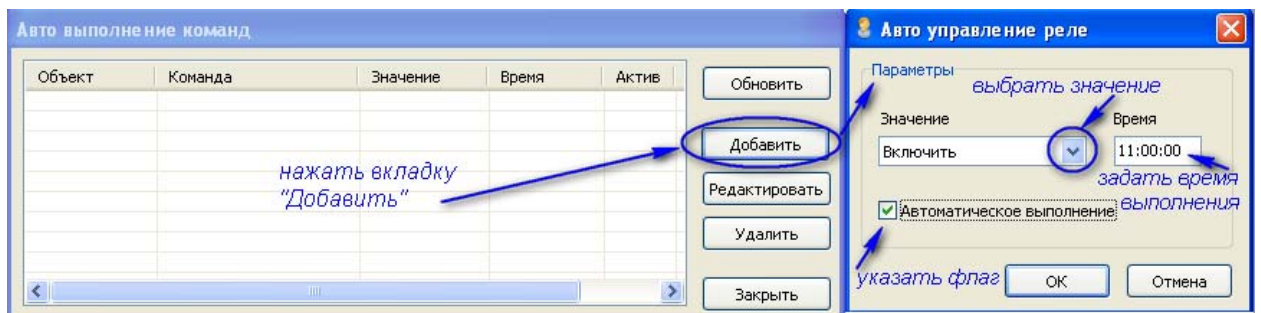 Авто выполнение команд
Объект Команда Значение Время Актив
Обновить
Добавить
Редактировать
Удалить
Закрыть
нажать вкладку
"Добавить"
Авто управление реле
Параметры
выбрать значение
Значение Время
Включить 11:00:00
задать время
выполнения
Автоматическое выполнение
указать флаг
ОК Отмена